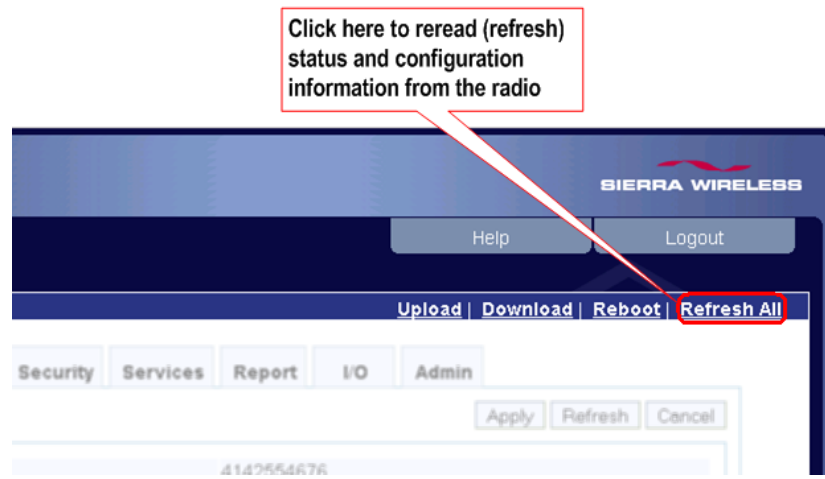 Click here to reread (refresh)
status and configuration
information from the radio
SIERRA WIRELESS
Help Logout
Upload | Download | Reboot | Refresh All
Security Services Report I/O Admin
Apply Refresh Cancel
4142554676